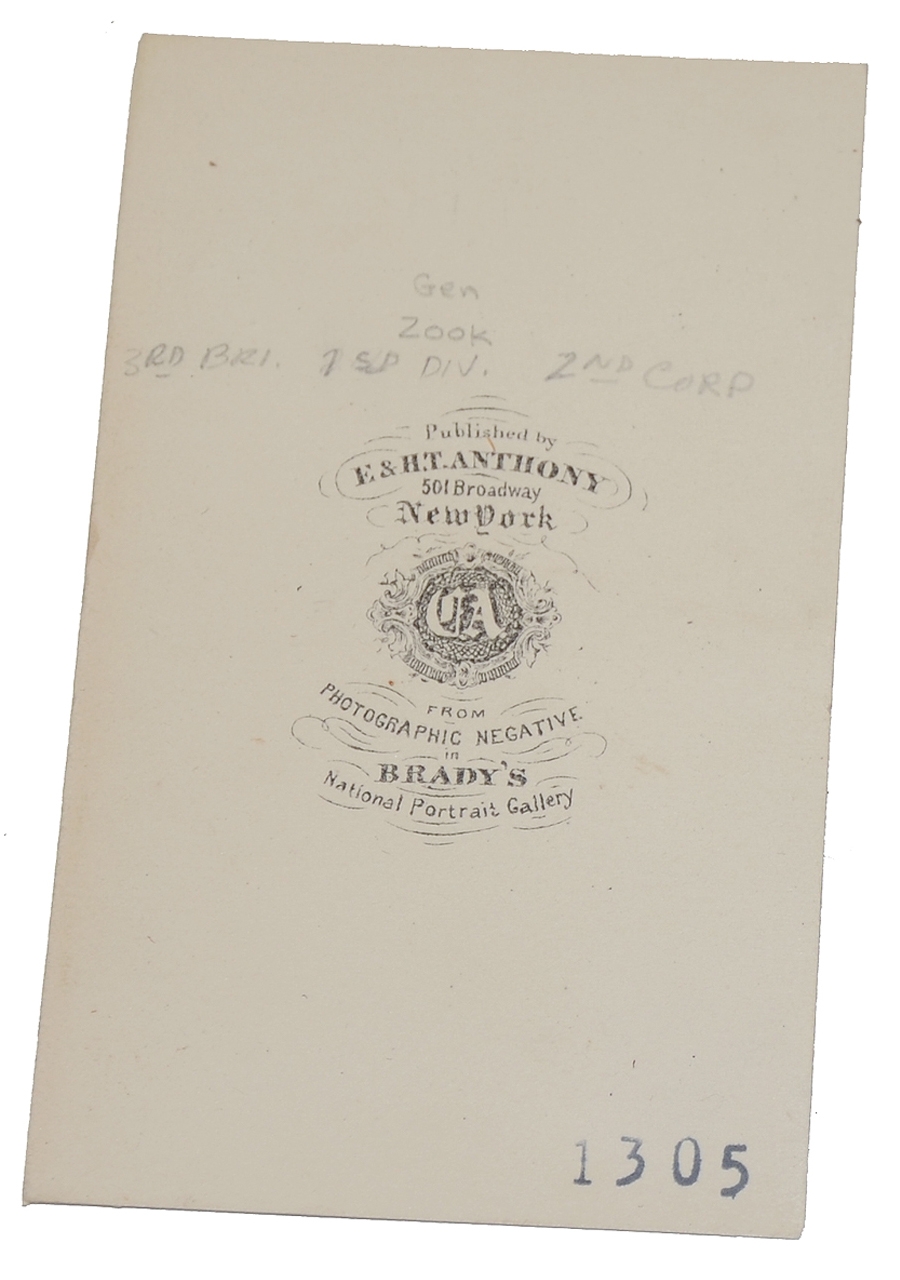 Gen
Zook
3RD BRI. 1st DIV. 2ND CORP
Published by
E & H.T. ANTHONY
501 Broadway
New York
FROM
PHOTOGRAPHIC NEGATIVE
in
BRADY'S
National Portrait Gallery
1305